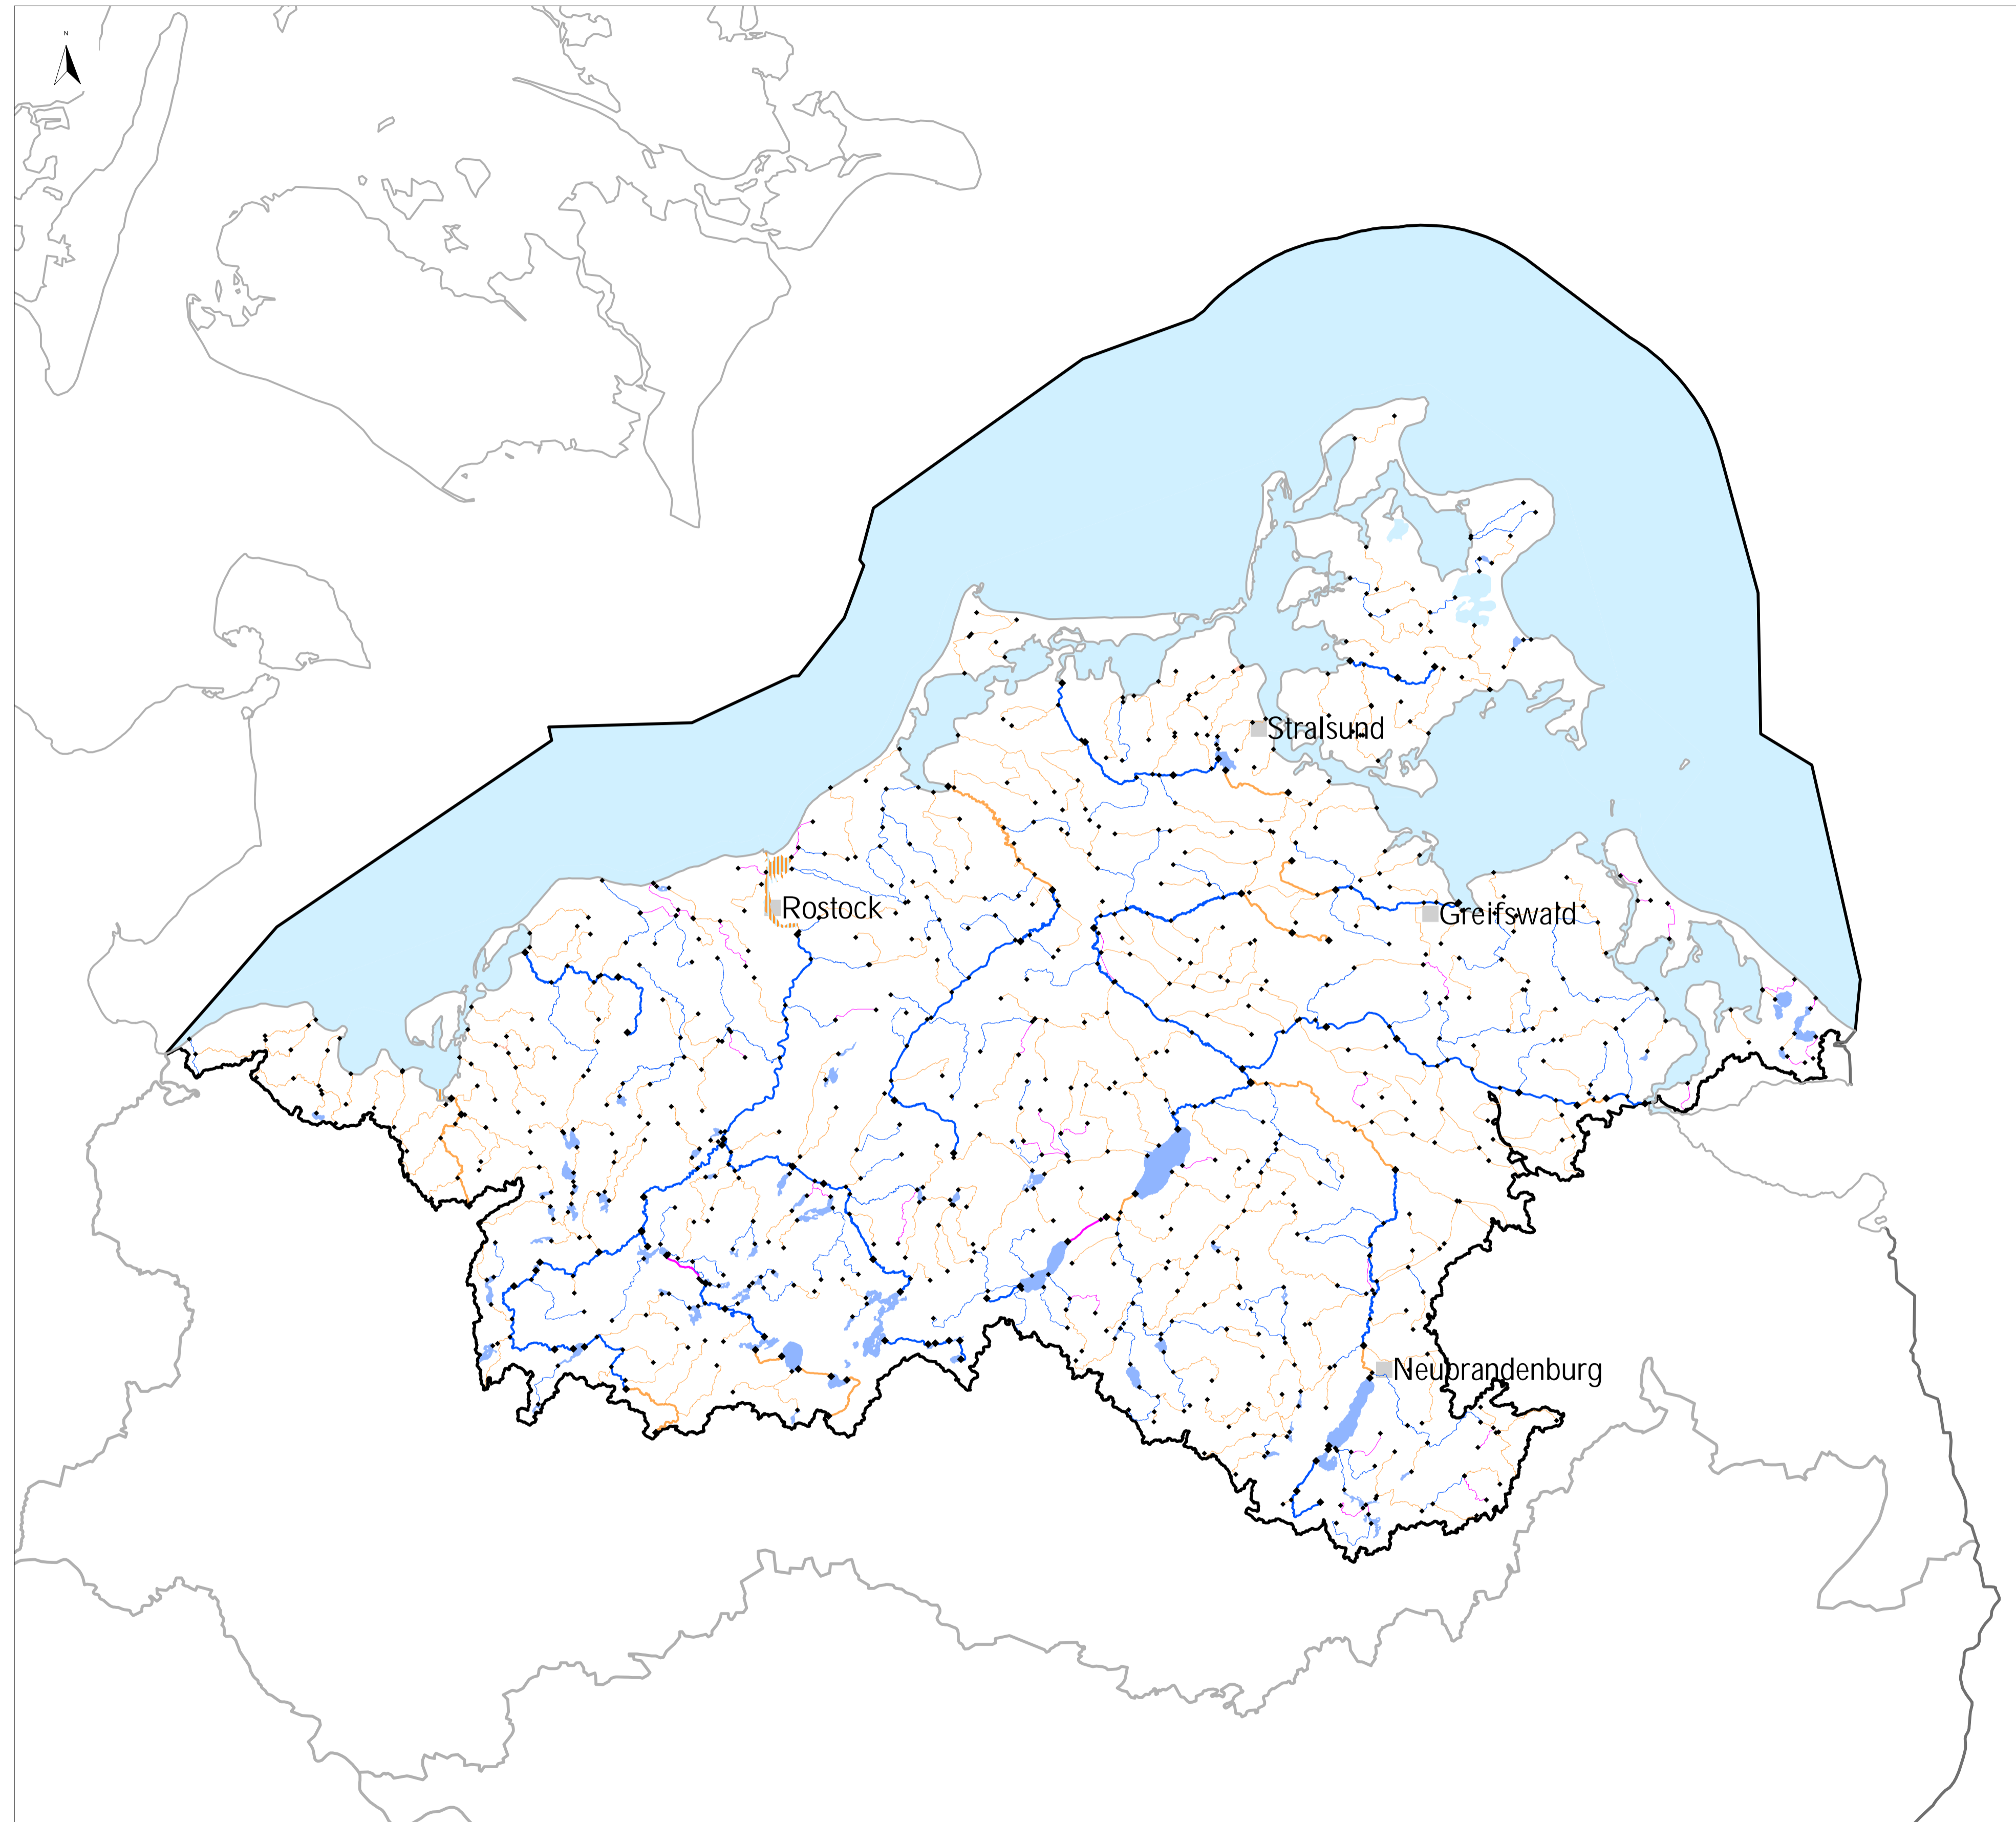 N
Stralsund
Rostock
Greifswald
Neubrandenburg